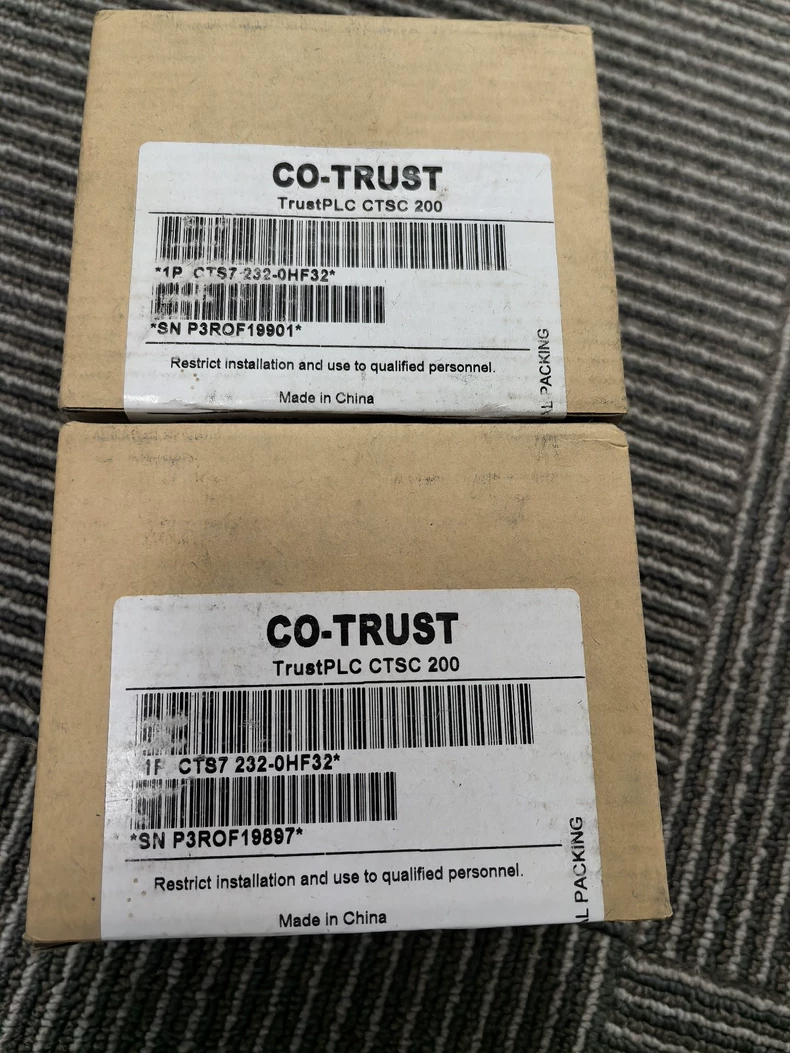 CO-TRUST
TrustPLC CTSC 200
*1P CTS7 232-0HF32*
*SN P3ROF19901*
Restrict installation and use to qualified personnel.
Made in China
PACKING
CO-TRUST
TrustPLC CTSC 200
1P CTS7 232-0HF32*
*SN P3ROF19897*
Restrict installation and use to qualified personnel.
Made in China
PACKING